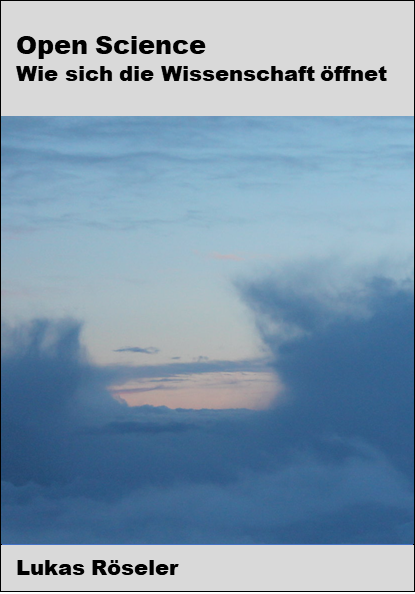 Open Science
Wie sich die Wissenschaft öffnet
Lukas Röseler